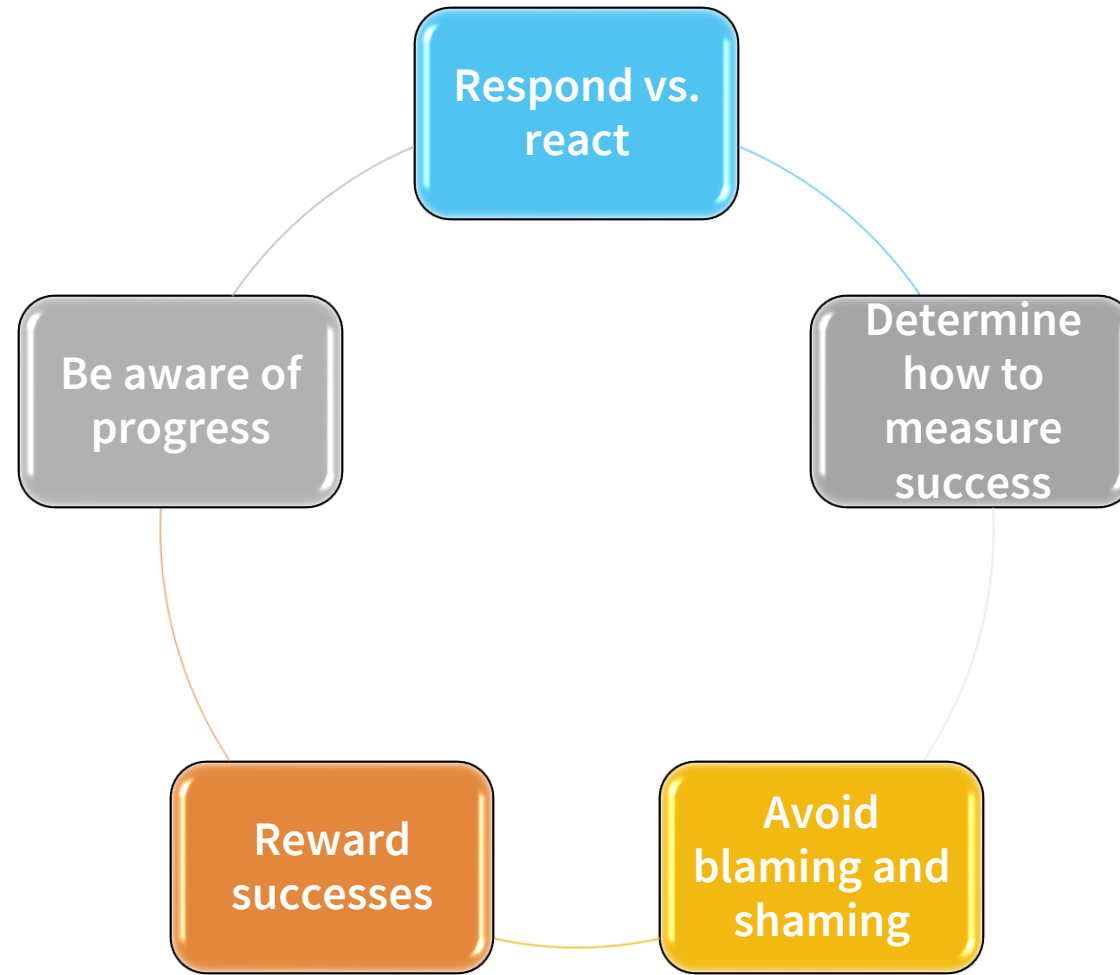 Respond vs.
react
Determine
how to
measure
success
Avoid
blaming and
shaming
Reward
successes
Be aware of
progress